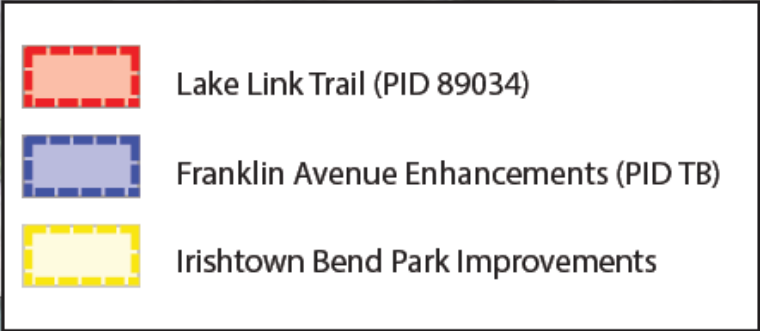 Lake Link Trail (PID 89034)
Franklin Avenue Enhancements (PID TB)
Irishtown Bend Park Improvements